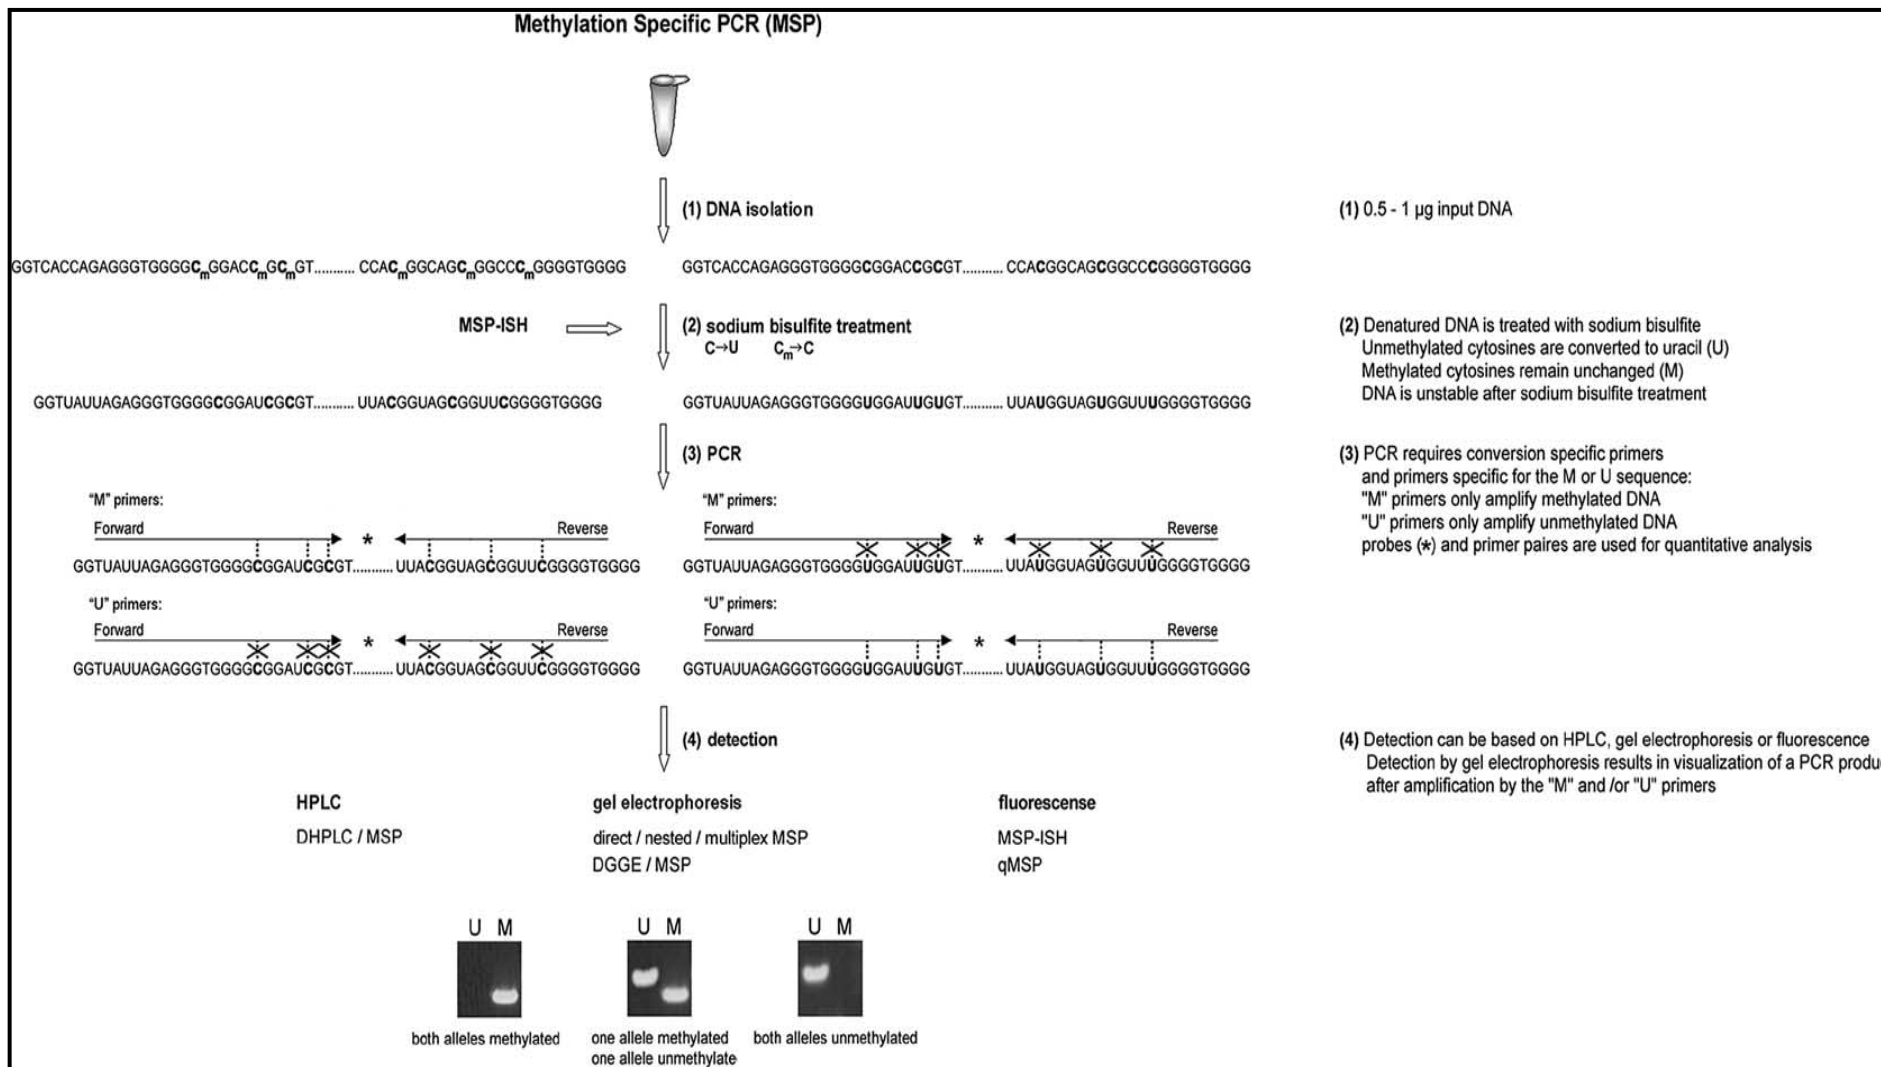 Methylation Specific PCR (MSP)
(1) DNA isolation
(1) 0.5 - 1 µg input DNA
GGTCACCAGAGGGTGGGGCmGGACCmGCmGT........... CCACmGGCAGCmGGCCCmGGGGTGGGG
GGTCACCAGAGGGTGGGGCGGACCGCGT........... CCACGGCAGCGGCCCGGGGTGGGG
MSP-ISH
(2) sodium bisulfite treatment
C→U Cm→C
(2) Denatured DNA is treated with sodium bisulfite
Unmethylated cytosines are converted to uracil (U)
Methylated cytosines remain unchanged (M)
DNA is unstable after sodium bisulfite treatment
GGTUAUUAGAGGGTGGGGCGGAUCGCGT........... UUACGGUAGCGGUUCGGGGTGGGG
GGTUAUUAGAGGGTGGGGUGGAUUGUGT........... UUAUGGUAGUGGUUUGGGGTGGGG
(3) PCR
(3) PCR requires conversion specific primers
and primers specific for the M or U sequence:
"M" primers only amplify methylated DNA
"U" primers only amplify unmethylated DNA
probes (*) and primer paires are used for quantitative analysis
"M" primers:
Forward * Reverse
GGTUAUUAGAGGGTGGGGCGGAUCGCGT........... UUACGGUAGCGGUUCGGGGTGGGG
"M" primers:
Forward * Reverse
GGTUAUUAGAGGGTGGGGUGGAUUGUGT........... UUAUGGUAGUGGUUUGGGGTGGGG
"U" primers:
Forward * Reverse
GGTUAUUAGAGGGTGGGGCGGAUCGCGT........... UUACGGUAGCGGUUCGGGGTGGGG
"U" primers:
Forward * Reverse
GGTUAUUAGAGGGTGGGGUGGAUUGUGT........... UUAUGGUAGUGGUUUGGGGTGGGG
(4) detection
(4) Detection can be based on HPLC, gel electrophoresis or fluorescence
Detection by gel electrophoresis results in visualization of a PCR produ
after amplification by the "M" and /or "U" primers
HPLC
DHPLC / MSP
gel electrophoresis
direct / nested / multiplex MSP
DGGE / MSP
fluorescense
MSP-ISH
qMSP
U M
both alleles methylated
U M
one allele methylated
one allele unmethylate
U M
both alleles unmethylated